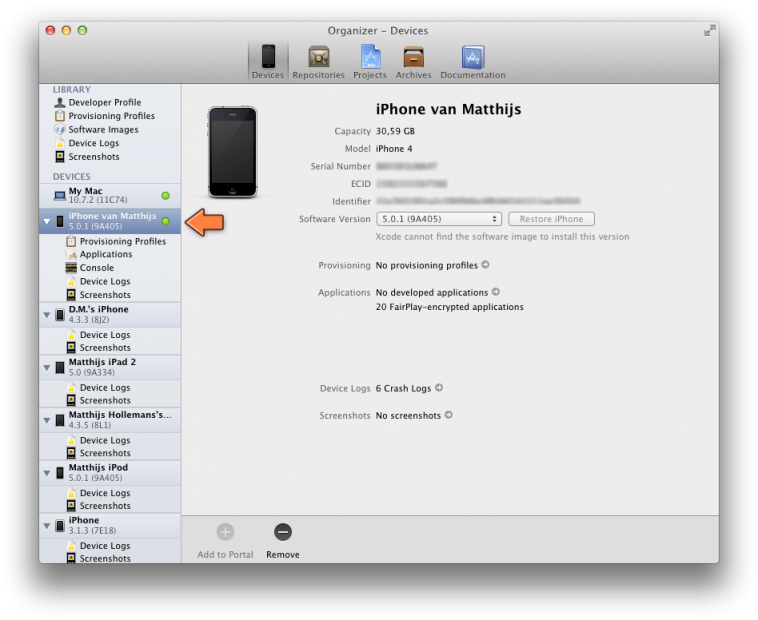 Organizer – Devices
Devices
Repositories
Projects
Archives
Documentation
LIBRARY
Developer Profile
Provisioning Profiles
Software Images
Device Logs
Screenshots
DEVICES
My Mac
10.7.2 (11C74)
iPhone van Matthijs
5.0.1 (9A405)
Provisioning Profiles
Applications
Console
Device Logs
Screenshots
D.M.'s iPhone
4.3.3 (8J2)
Device Logs
Screenshots
Matthijs iPad 2
5.0 (9A334)
Device Logs
Screenshots
Matthijs Hollemans's...
4.3.5 (8L1)
Device Logs
Screenshots
Matthijs iPod
5.0.1 (9A405)
Device Logs
Screenshots
iPhone
3.1.3 (7E18)
Device Logs
Screenshots
iPhone van Matthijs
Capacity 30,59 GB
Model iPhone 4
Serial Number
ECID
Identifier
Software Version 5.0.1 (9A405) Restore iPhone
Xcode cannot find the software image to install this version
Provisioning No provisioning profiles
Applications No developed applications
20 FairPlay-encrypted applications
Device Logs 6 Crash Logs
Screenshots No screenshots
Add to Portal
Remove